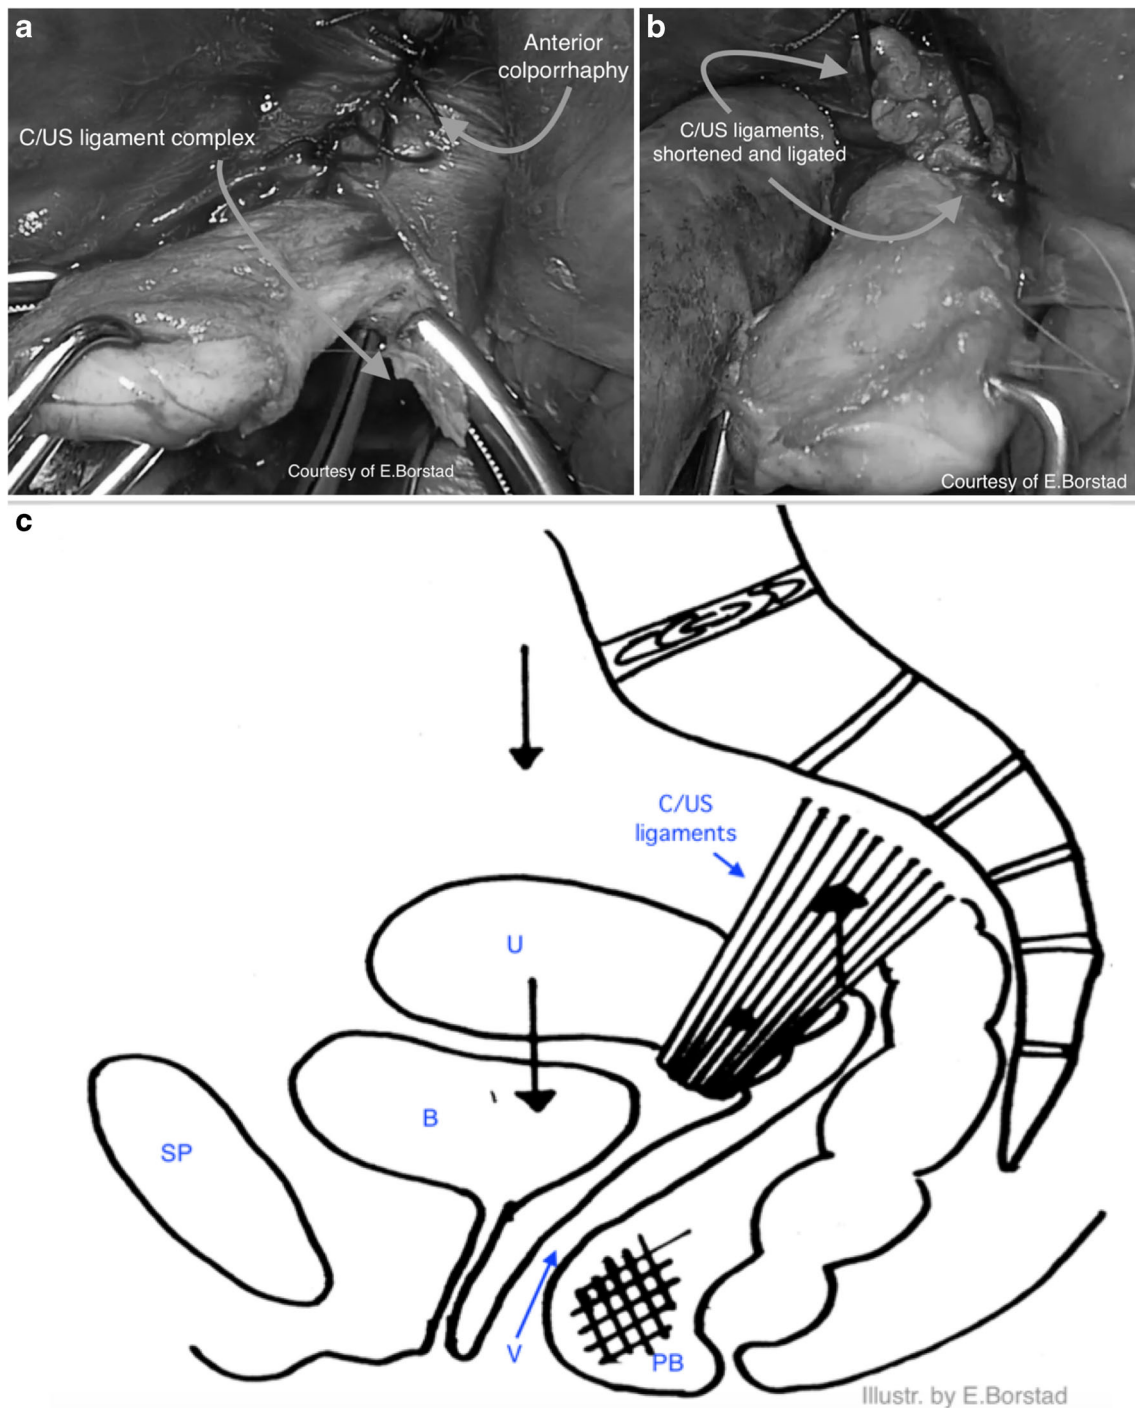 a
Anterior
colporrhaphy
C/US ligament complex
Courtesy of E.Borstad
b
C/US ligaments,
shortened and ligated
Courtesy of E.Borstad
c
C/US
ligaments
U
B
SP
V
PB
Illustr. by E.Borstad